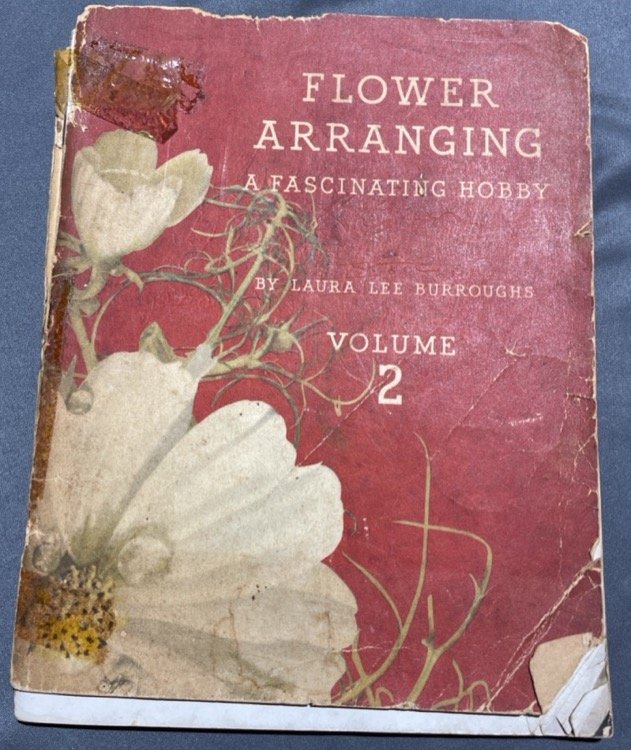 FLOWER
ARRANGING
A FASCINATING HOBBY
BY LAURA LEE BURROUGHS
VOLUME
2